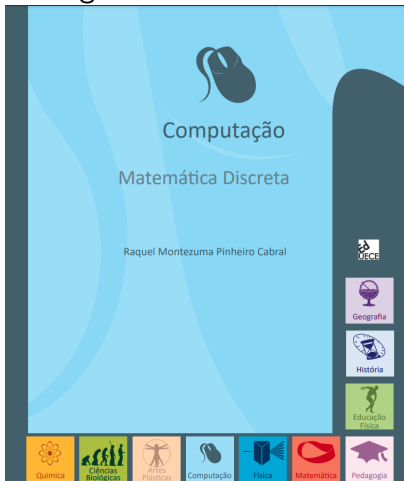 Computação
Matemática Discreta
Raquel Montezuma Pinheiro Cabral
Ed
UECE
Geografia
História
Educação
Física
Química
Ciências
Biológicas
Artes
Plásticas
Computação
Física
Matemática
Pedagogia